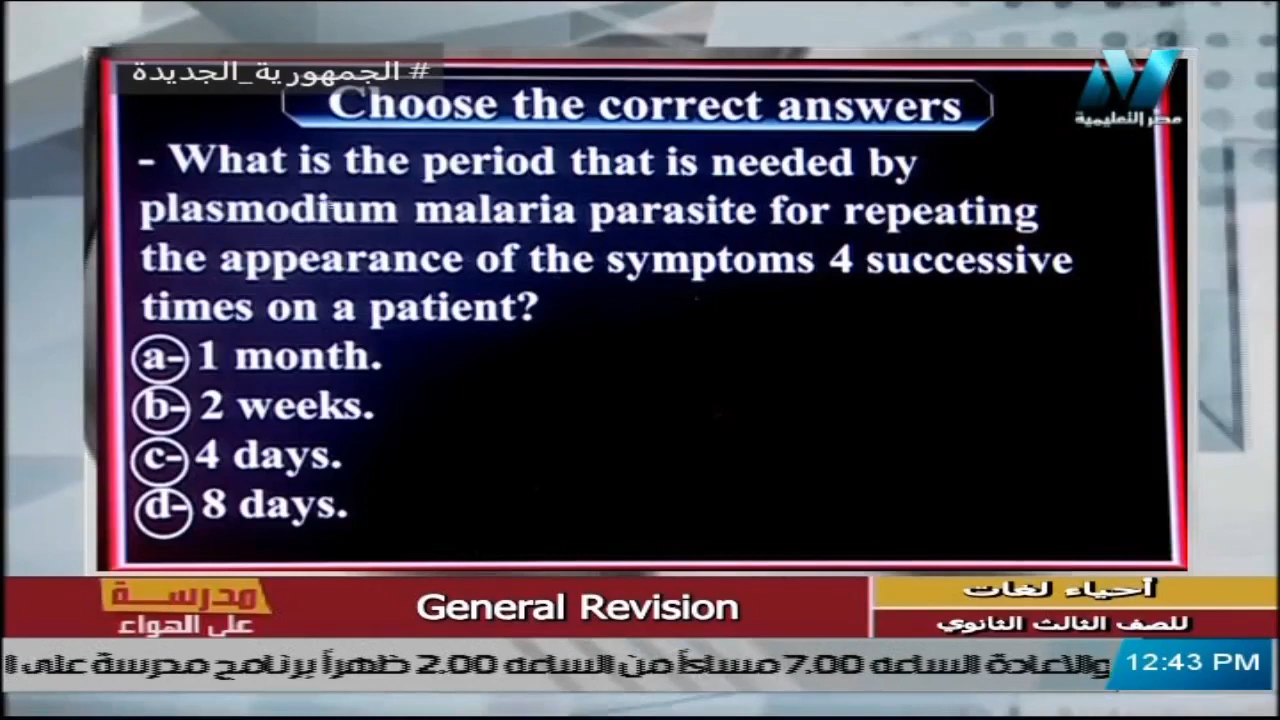 # الجمهورية_الجديدة
مصر التعليمية
Choose the correct answers
- What is the period that is needed by
plasmodium malaria parasite for repeating
the appearance of the symptoms 4 successive
times on a patient?
a- 1 month.
b- 2 weeks.
c- 4 days.
d- 8 days.
مدرسة
على الهواء
General Revision
أحياء لغات
للصف الثالث الثانوي
والاعادة الساعه 7.00 مساءاً من الساعه 2.00 ظهراً برنامج مدرسة على ا
12:43 PM